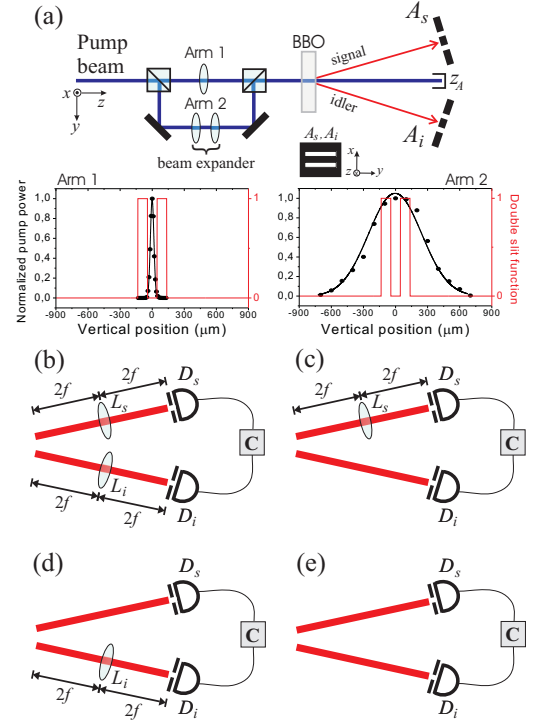 (a)
Pump beam
Arm 1
BBO
signal
A_s
z_A
x
z
y
Arm 2
idler
A_i
beam expander
A_s, A_i
x
z
y
Arm 1
Normalized pump power
1,0
0,8
0,6
0,4
0,2
0,0
1
0
-900 -600 -300 0 300 600 900
Vertical position (μm)
Arm 2
1,0
0,8
0,6
0,4
0,2
0,0
1
0
Double slit function
-900 -600 -300 0 300 600 900
Vertical position (μm)
(b)
2f
2f
D_s
L_s
C
L_i
2f
2f
D_i
(c)
2f
2f
D_s
L_s
C
D_i
(d)
D_s
C
L_i
2f
2f
D_i
(e)
D_s
C
D_i